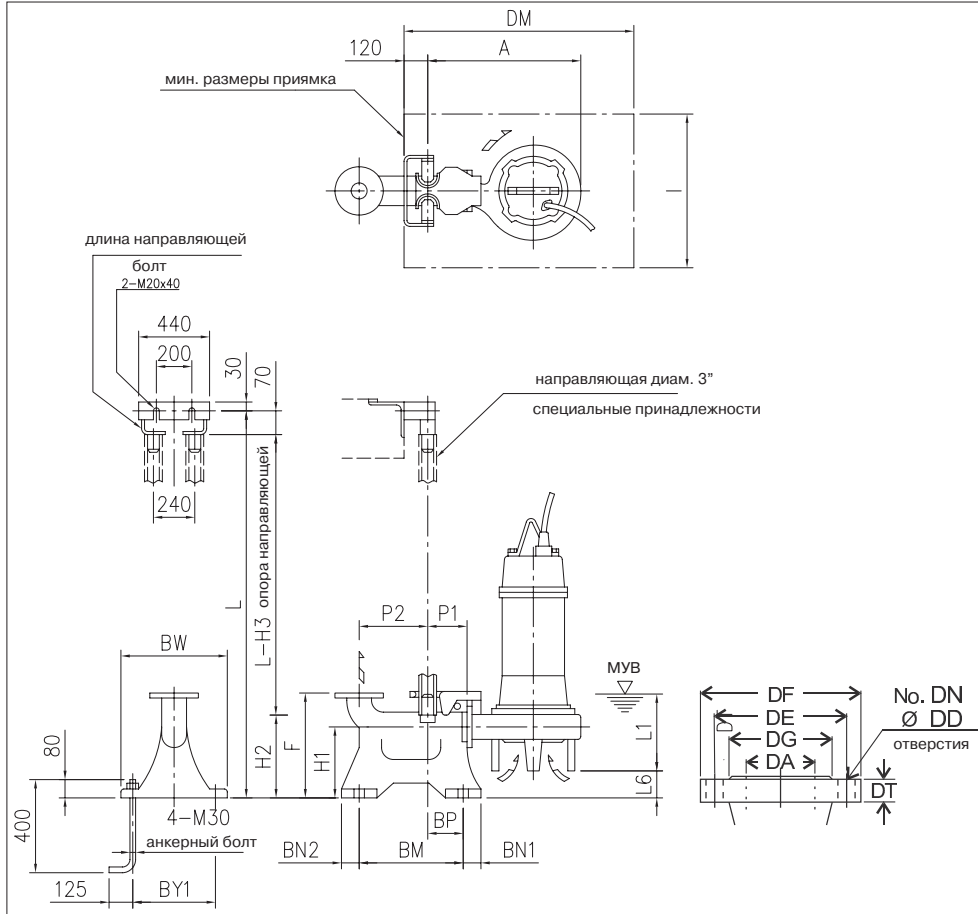 DM
120
A
мин. размеры приямка
I
длина направляющей
болт
2-M20x40
440
200
30
70
направляющая диам. 3”
специальные принадлежности
240
L
L-H3 опора направляющей
P2
P1
BW
МУВ
L1
L6
F
H1
H2
80
400
4-M30
анкерный болт
125
BY1
BP
BN2
BM
BN1
DF
DE
DG
DA
DT
No. DN
Ø DD
отверстия